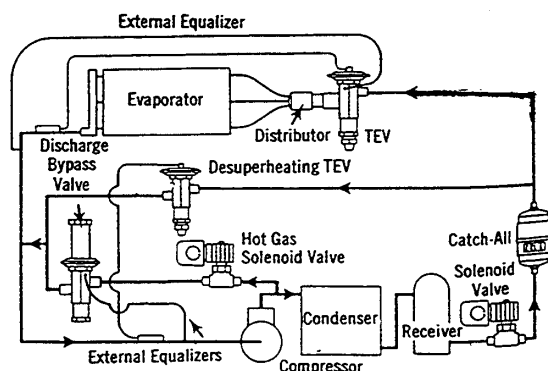 External Equalizer
Evaporator
Distributor
TEV
Discharge
Bypass
Valve
Desuperheating TEV
Hot Gas
Solenoid Valve
Catch-All
Solenoid
Valve
Condenser
Receiver
External Equalizers
Compressor